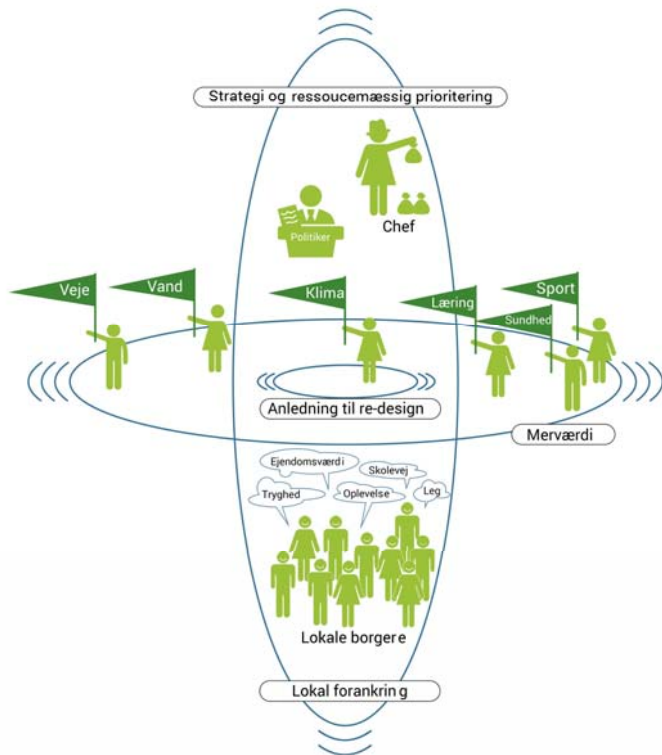 Strategi og ressoucemæssig prioritering
Politiker
Chef
Veje
Vand
Klima
Læring
Sundhed
Sport
Anledning til re-design
Merværdi
Ejendomsværdi
Skolevej
Tryghed
Oplevelse
Leg
Lokale borgere
Lokal forankring